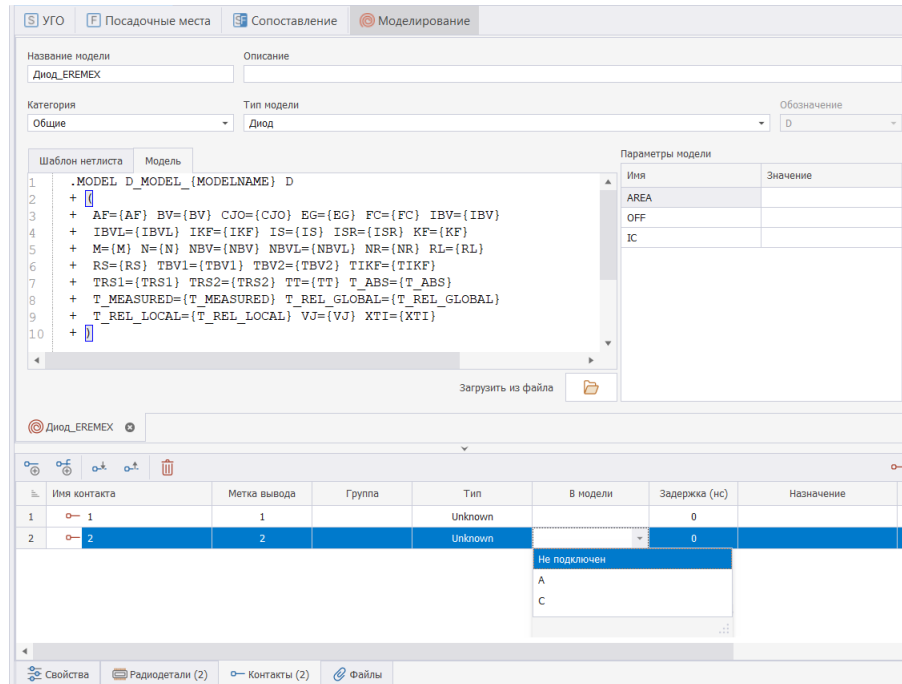 S УГО F Посадочные места SF Сопоставление Моделирование
Название модели Описание
Диод_EREMEX
Категория Тип модели Обозначение
Общие Диод D
Шаблон нетлиста Модель Параметры модели
Имя Значение
1 .MODEL D_MODEL_{MODELNAME} D
2 + (
3 + AF={AF} BV={BV} CJO={CJO} EG={EG} FC={FC} IBV={IBV}
4 + IBVL={IBVL} IKF={IKF} IS={IS} ISR={ISR} KF={KF}
5 + M={M} N={N} NBV={NBV} NBVL={NBVL} NR={NR} RL={RL}
6 + RS={RS} TBV1={TBV1} TBV2={TBV2} TIKF={TIKF}
7 + TRS1={TRS1} TRS2={TRS2} TT={TT} T_ABS={T_ABS}
8 + T_MEASURED={T_MEASURED} T_REL_GLOBAL={T_REL_GLOBAL}
9 + T_REL_LOCAL={T_REL_LOCAL} VJ={VJ} XTI={XTI}
10 + )
AREA
OFF
IC
Загрузить из файла
Диод_EREMEX
Имя контакта Метка вывода Группа Тип В модели Задержка (нс) Назначение
1 1 1 Unknown 0
2 2 2 Unknown 0
Не подключен
A
C
Свойства Радиодетали (2) Контакты (2) Файлы